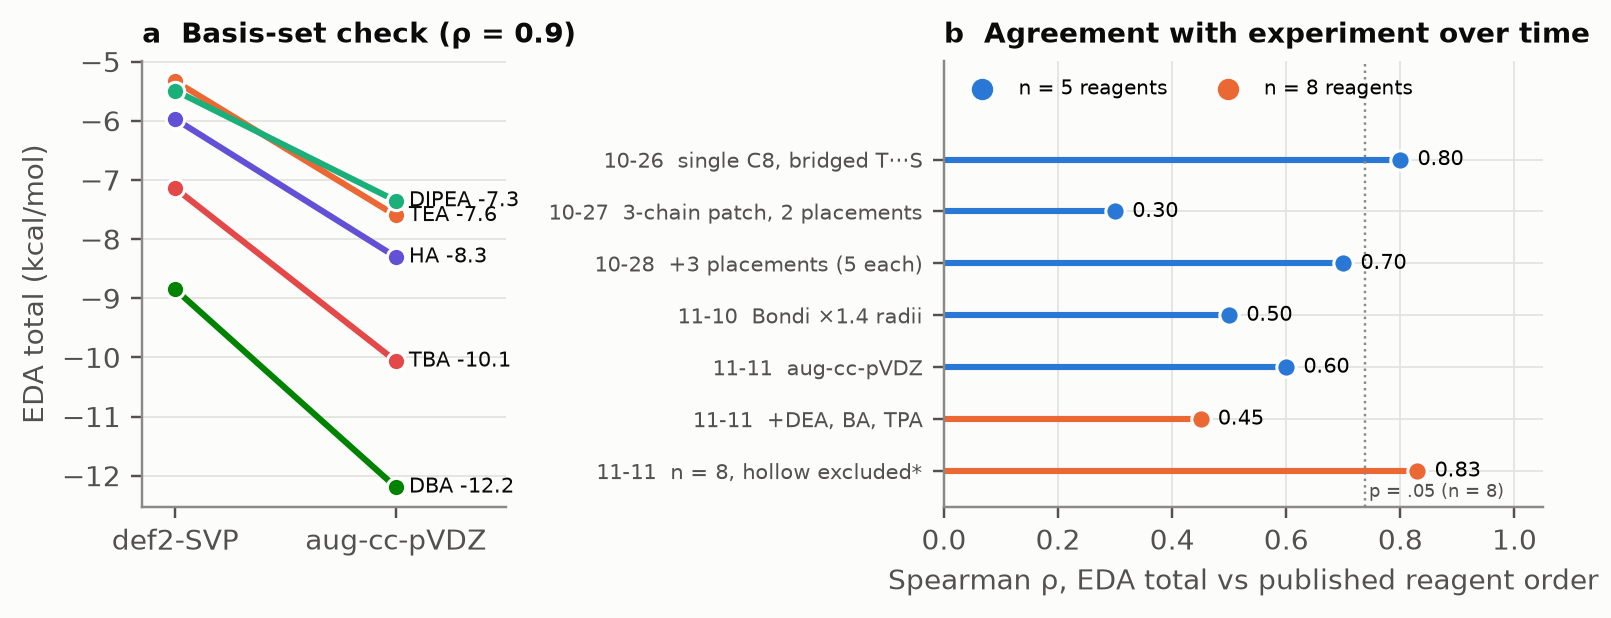 a  Basis-set check (ρ = 0.9)
EDA total (kcal/mol)
−5
−6
−7
−8
−9
−10
−11
−12
DIPEA -7.3
TEA -7.6
HA -8.3
TBA -10.1
DBA -12.2
def2-SVP
aug-cc-pVDZ
b  Agreement with experiment over time
n = 5 reagents
n = 8 reagents
10-26  single C8, bridged T···S
0.80
10-27  3-chain patch, 2 placements
0.30
10-28  +3 placements (5 each)
0.70
11-10  Bondi ×1.4 radii
0.50
11-11  aug-cc-pVDZ
0.60
11-11  +DEA, BA, TPA
0.45
11-11  n = 8, hollow excluded*
0.83
p = .05 (n = 8)
0.0
0.2
0.4
0.6
0.8
1.0
Spearman ρ, EDA total vs published reagent order